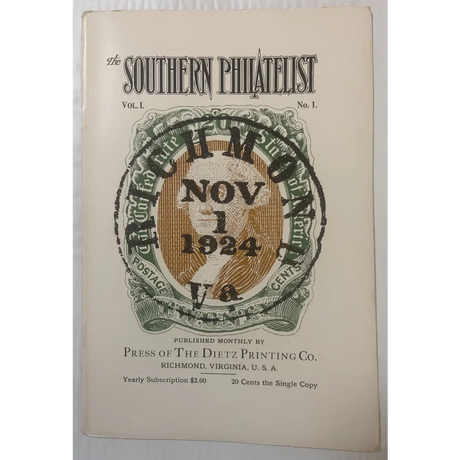 The SOUTHERN PHILATELIST
VOL. I.
No. 1.
RICHMOND
NOV
1
1924
Va
POSTAGE
CENTS
PUBLISHED MONTHLY BY
PRESS OF THE DIETZ PRINTING CO.
RICHMOND, VIRGINIA, U. S. A.
Yearly Subscription $2.00
20 Cents the Single Copy